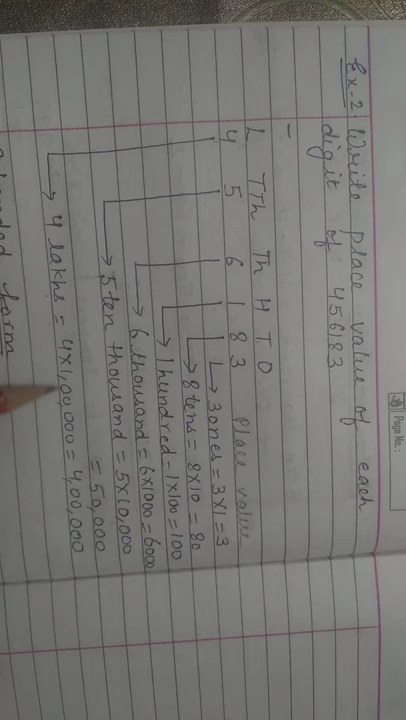 Page No.:
Ex-2 Write place value of each
digit of 456183
L TTh Th H T O
4 5 6 1 8 3 Place value
3 ones = 3X1 = 3
8 tens = 8X10 = 80
1 hundred = 1X100 = 100
6 thousand = 6X1000 = 6000
5 ten thousand = 5X10,000
= 50,000
4 lakhs = 4X1,00,000 = 4,00,000
form